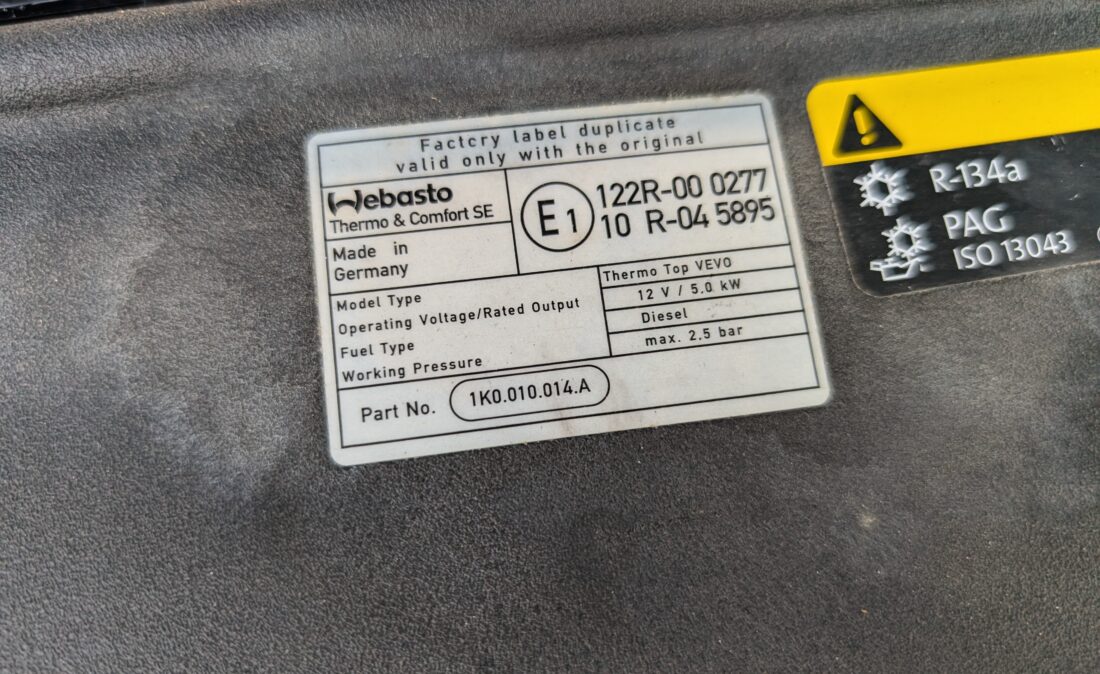 Factory label duplicate
valid only with the original
Webasto
Thermo & Comfort SE
Made in
Germany
E1
122R-00 0277
10 R-04 5895
Model Type
Thermo Top VEVO
Operating Voltage/Rated Output
12 V / 5.0 kW
Fuel Type
Diesel
Working Pressure
max. 2.5 bar
Part No.
1K0.010.014.A
R-134a
PAG
ISO 13043